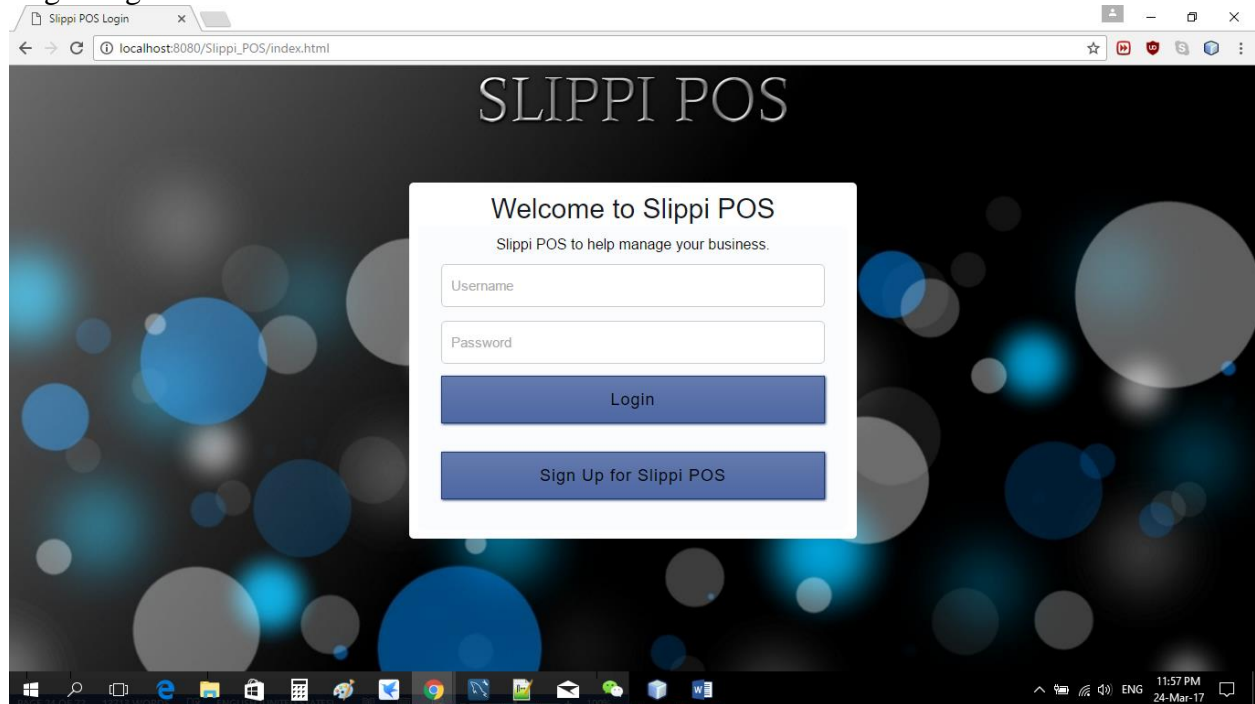 Slippi POS Login
localhost:8080/Slippi_POS/index.html
SLIPPI POS
Welcome to Slippi POS
Slippi POS to help manage your business.
Username
Password
Login
Sign Up for Slippi POS
ENG
11:57 PM
24-Mar-17